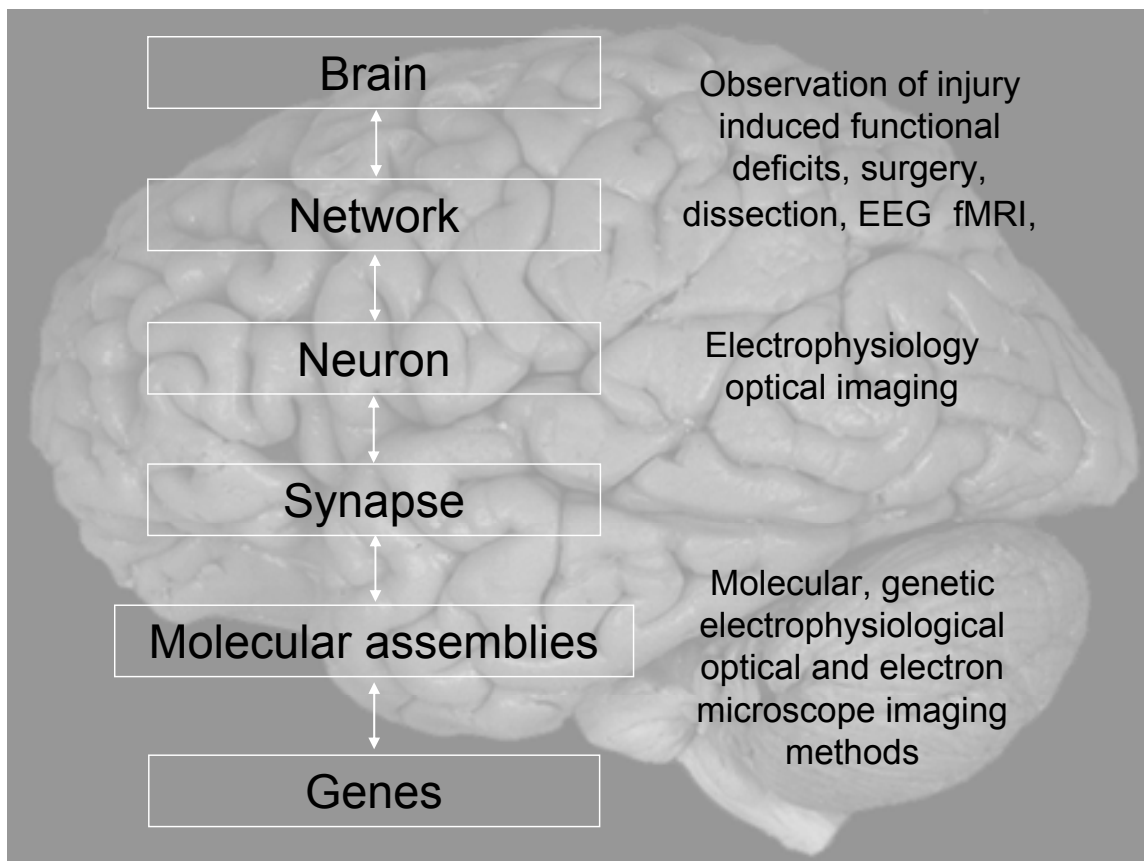 Brain
Network
Neuron
Synapse
Molecular assemblies
Genes
Observation of injury
induced functional
deficits, surgery,
dissection, EEG  fMRI,
Electrophysiology
optical imaging
Molecular, genetic
electrophysiological
optical and electron
microscope imaging
methods